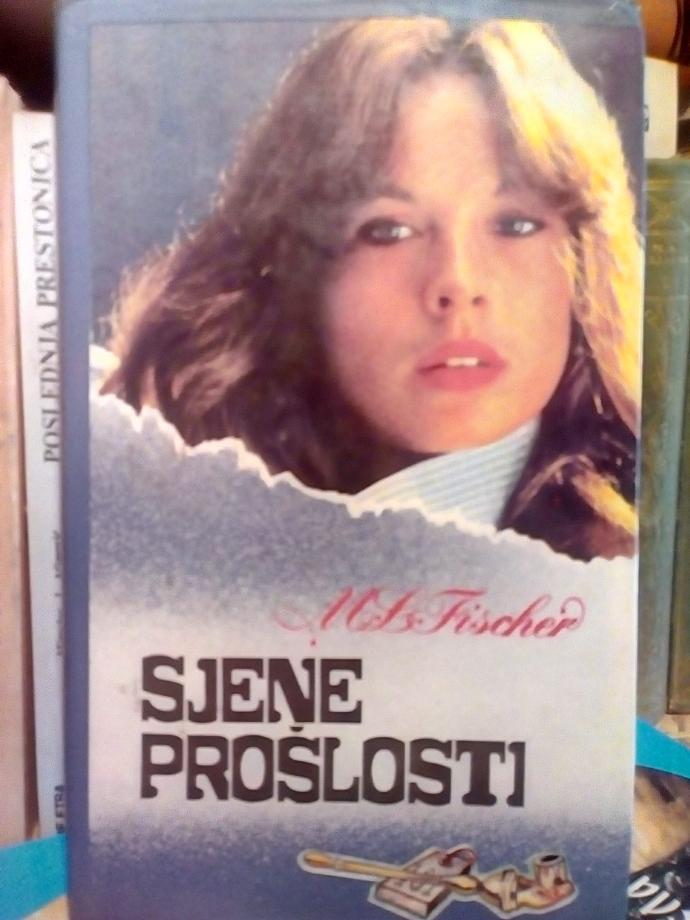 M L Fischer
SJENE
PROŠLOSTI
POSLEDNJA PRESTONICA